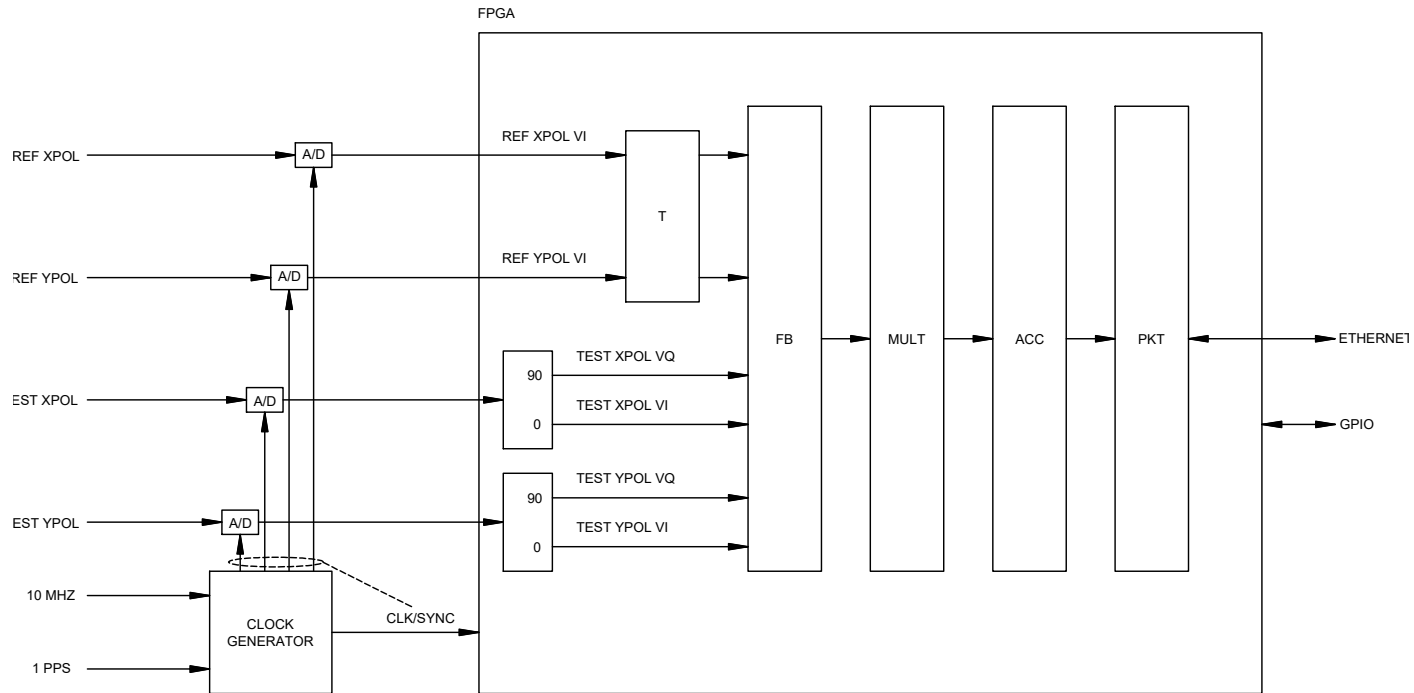 FPGA
REF XPOL
A/D
REF XPOL VI
T
REF YPOL
A/D
REF YPOL VI
FB
MULT
ACC
PKT
ETHERNET
EST XPOL
A/D
90
TEST XPOL VQ
0
TEST XPOL VI
GPIO
EST YPOL
A/D
90
TEST YPOL VQ
0
TEST YPOL VI
10 MHZ
CLOCK
GENERATOR
CLK/SYNC
1 PPS